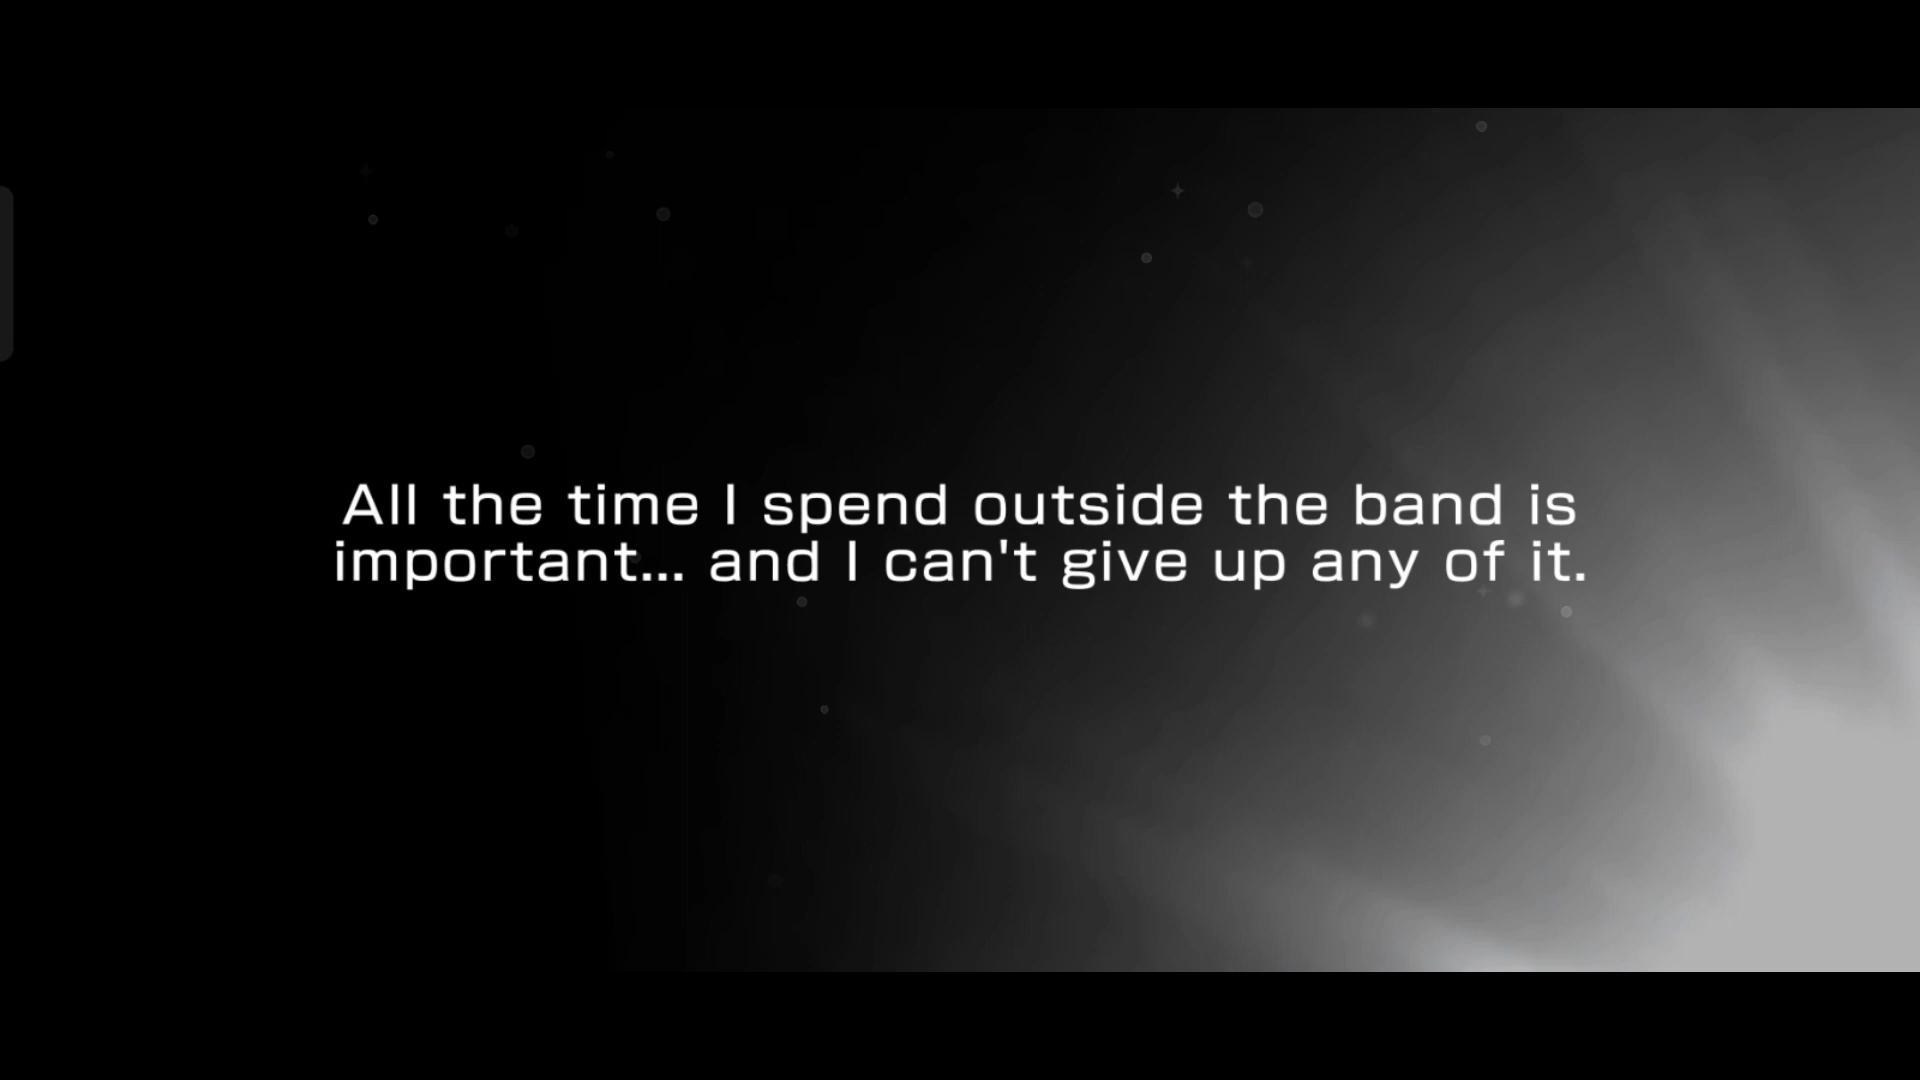 All the time I spend outside the band is
important... and I can't give up any of it.